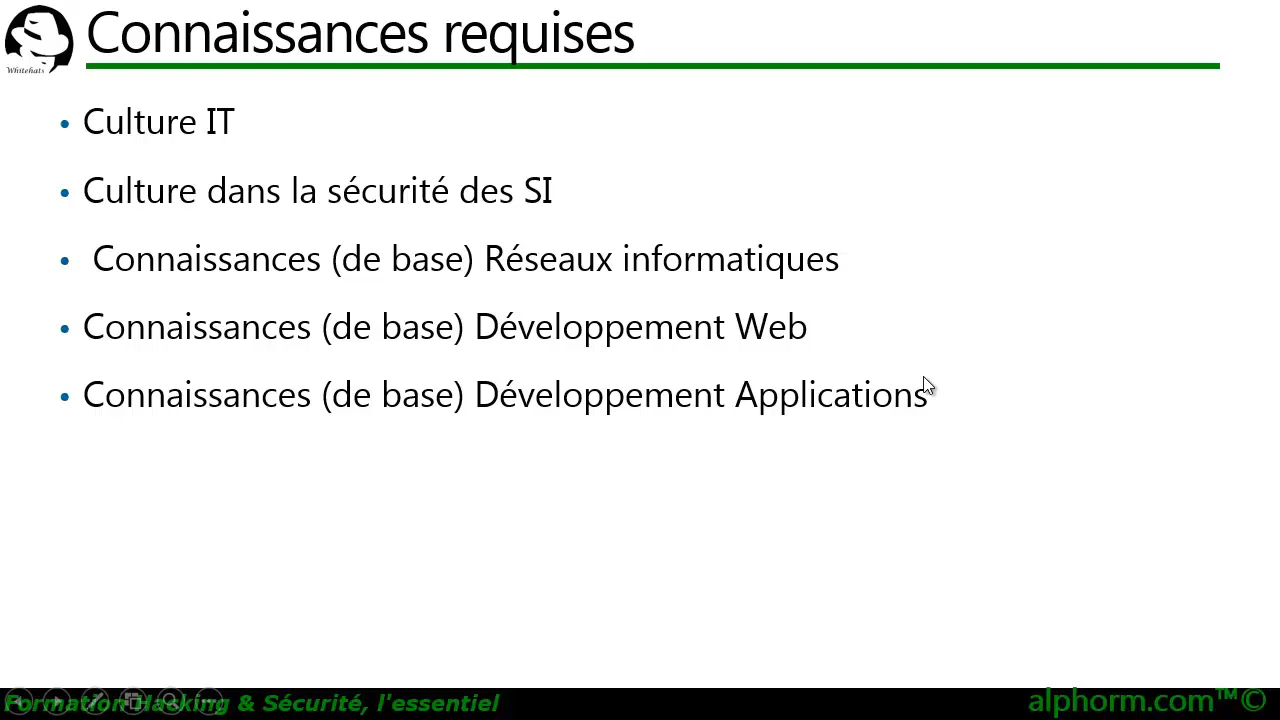 Connaissances requises
Whitehats
• Culture IT
• Culture dans la sécurité des SI
• Connaissances (de base) Réseaux informatiques
• Connaissances (de base) Développement Web
• Connaissances (de base) Développement Applications
Formation Hacking & Sécurité, l'essentiel
alphorm.com™©